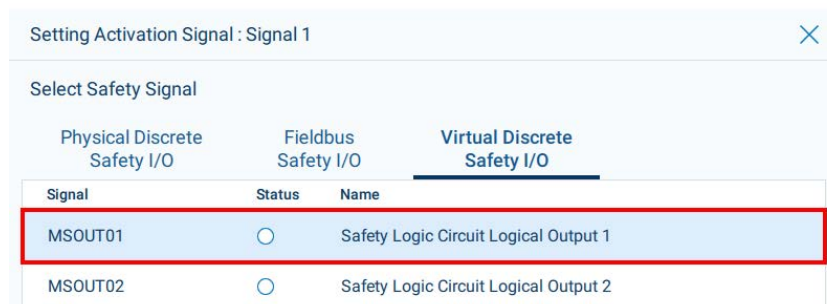 Setting Activation Signal : Signal 1
Select Safety Signal
Physical Discrete Safety I/O
Fieldbus Safety I/O
Virtual Discrete Safety I/O
Signal Status Name
MSOUT01 Safety Logic Circuit Logical Output 1
MSOUT02 Safety Logic Circuit Logical Output 2